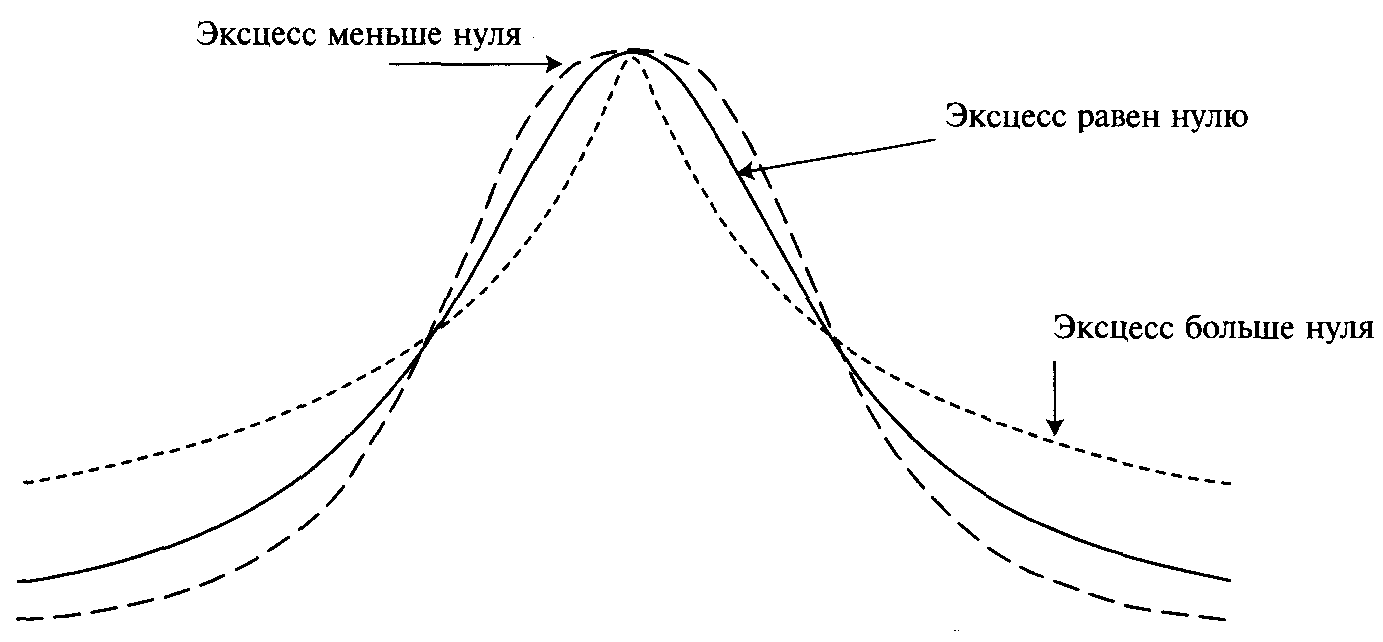 Эксцесс меньше нуля
Эксцесс равен нулю
Эксцесс больше нуля